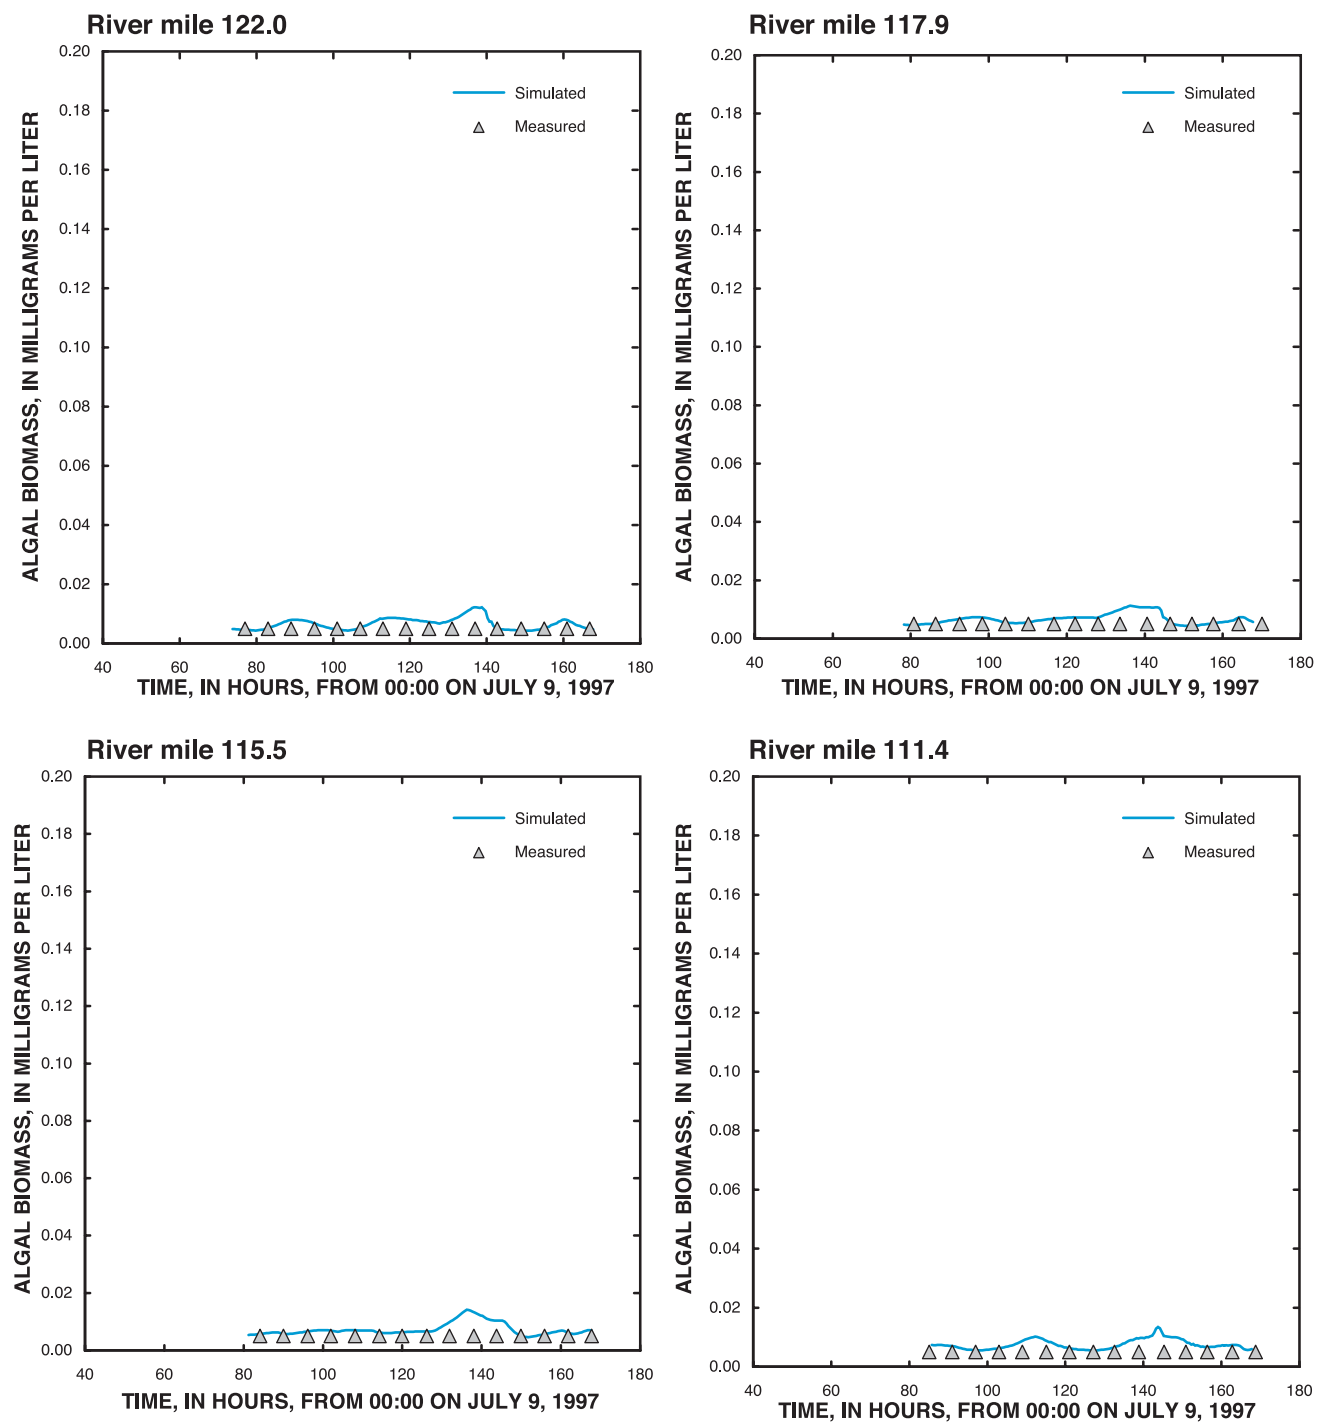 River mile 122.0
0.20
0.18
0.16
0.14
0.12
0.10
0.08
0.06
0.04
0.02
0.00
ALGAL BIOMASS, IN MILLIGRAMS PER LITER
Simulated
Measured
40 60 80 100 120 140 160 180
TIME, IN HOURS, FROM 00:00 ON JULY 9, 1997
River mile 117.9
0.20
0.18
0.16
0.14
0.12
0.10
0.08
0.06
0.04
0.02
0.00
ALGAL BIOMASS, IN MILLIGRAMS PER LITER
Simulated
Measured
40 60 80 100 120 140 160 180
TIME, IN HOURS, FROM 00:00 ON JULY 9, 1997
River mile 115.5
0.20
0.18
0.16
0.14
0.12
0.10
0.08
0.06
0.04
0.02
0.00
ALGAL BIOMASS, IN MILLIGRAMS PER LITER
Simulated
Measured
40 60 80 100 120 140 160 180
TIME, IN HOURS, FROM 00:00 ON JULY 9, 1997
River mile 111.4
0.20
0.18
0.16
0.14
0.12
0.10
0.08
0.06
0.04
0.02
0.00
ALGAL BIOMASS, IN MILLIGRAMS PER LITER
Simulated
Measured
40 60 80 100 120 140 160 180
TIME, IN HOURS, FROM 00:00 ON JULY 9, 1997